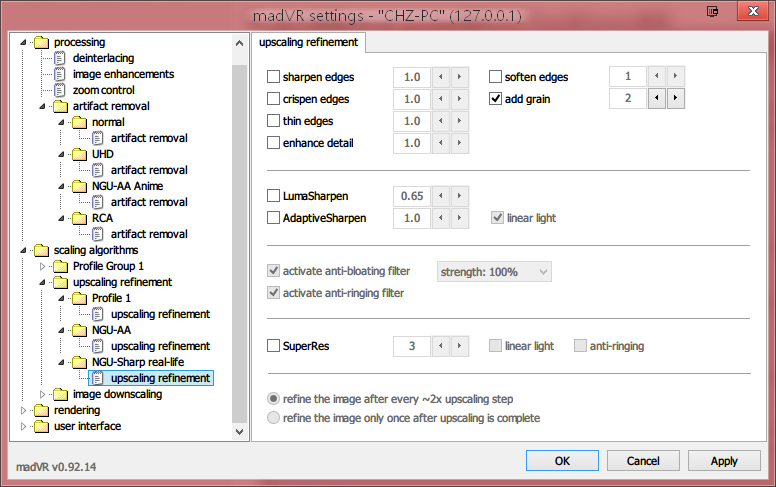 madVR settings - "CHZ-PC" (127.0.0.1)
processing
deinterlacing
image enhancements
zoom control
artifact removal
normal
artifact removal
UHD
artifact removal
NGU-AA Anime
artifact removal
RCA
artifact removal
scaling algorithms
Profile Group 1
upscaling refinement
Profile 1
upscaling refinement
NGU-AA
upscaling refinement
NGU-Sharp real-life
upscaling refinement
image downscaling
rendering
user interface
madVR v0.92.14
upscaling refinement
sharpen edges 1.0 soften edges 1
crispen edges 1.0 add grain 2
thin edges 1.0
enhance detail 1.0
LumaSharpen 0.65
AdaptiveSharpen 1.0 linear light
activate anti-bloating filter strength: 100%
activate anti-ringing filter
SuperRes 3 linear light anti-ringing
refine the image after every ~2x upscaling step
refine the image only once after upscaling is complete
OK Cancel Apply